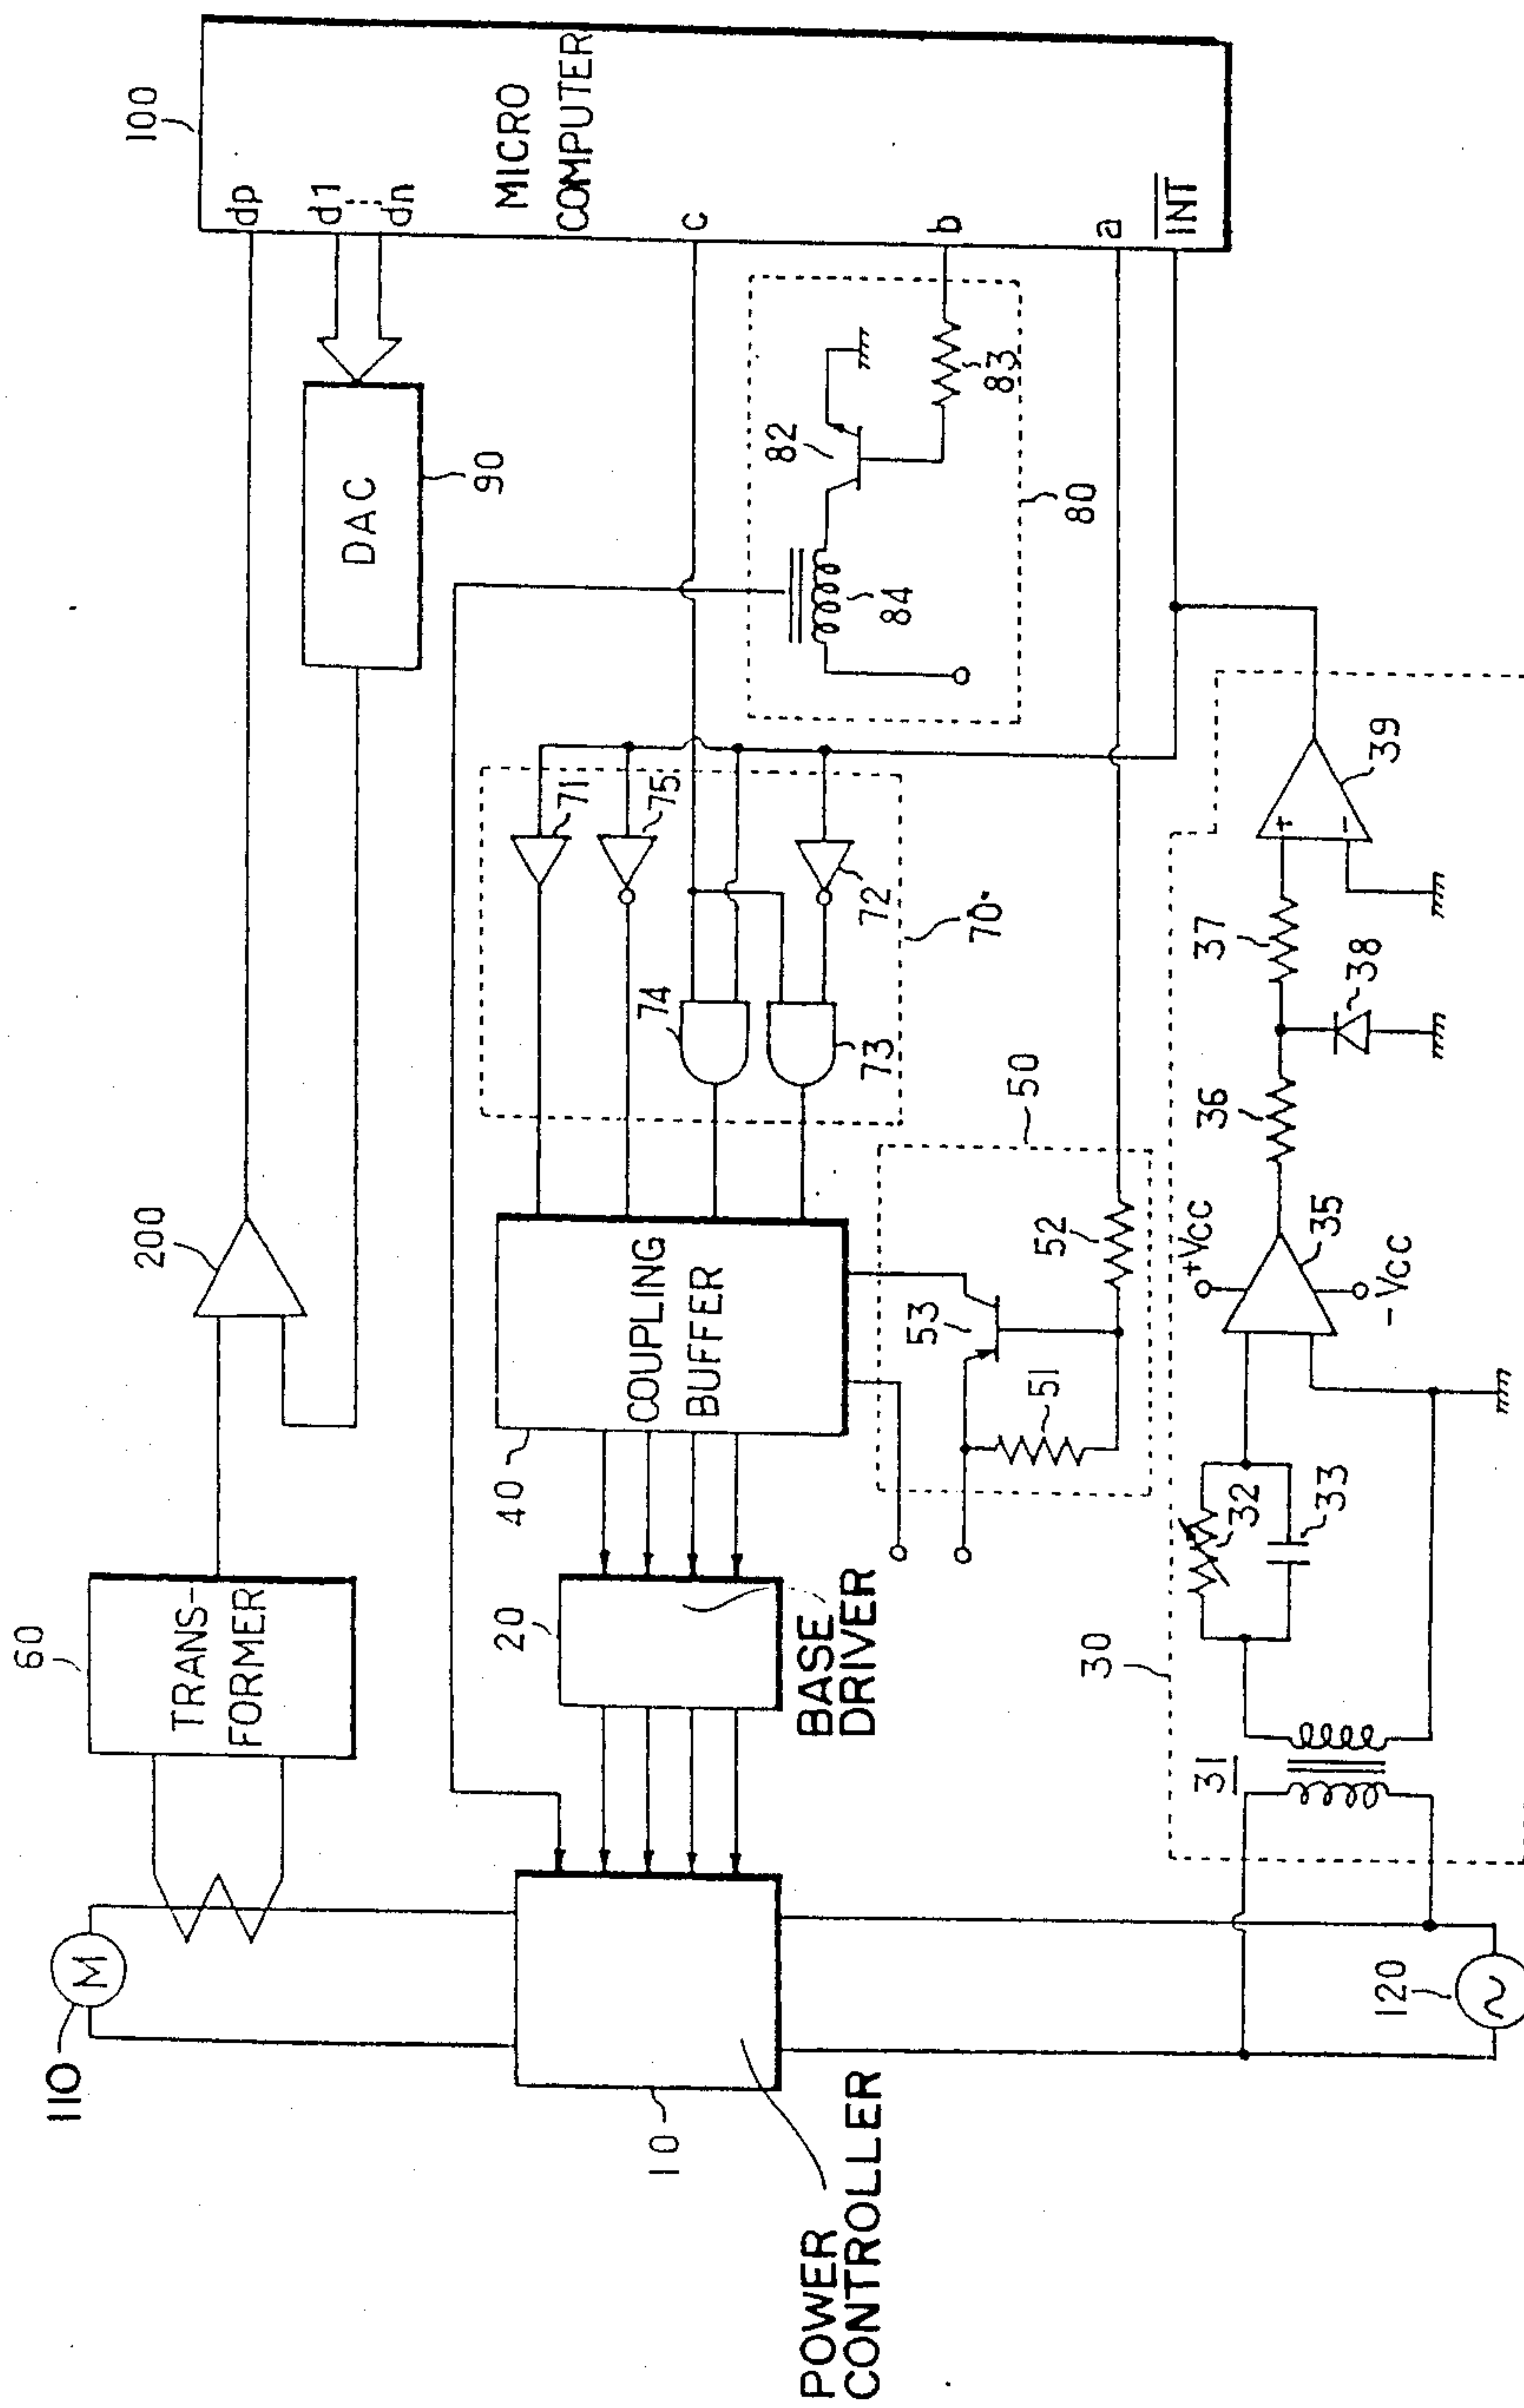 110
M
60
TRANS-
FORMER
200
DAC
90
100
dp
d1
dn
MICRO
COMPUTER
c
b
a
INT
10
POWER
CONTROLLER
20
BASE
DRIVER
40
COUPLING
BUFFER
71
75
74
73
72
70
82
83
84
80
50
53
51
52
30
31
32
33
+VCC
35
-VCC
36
37
38
+
−
39
120